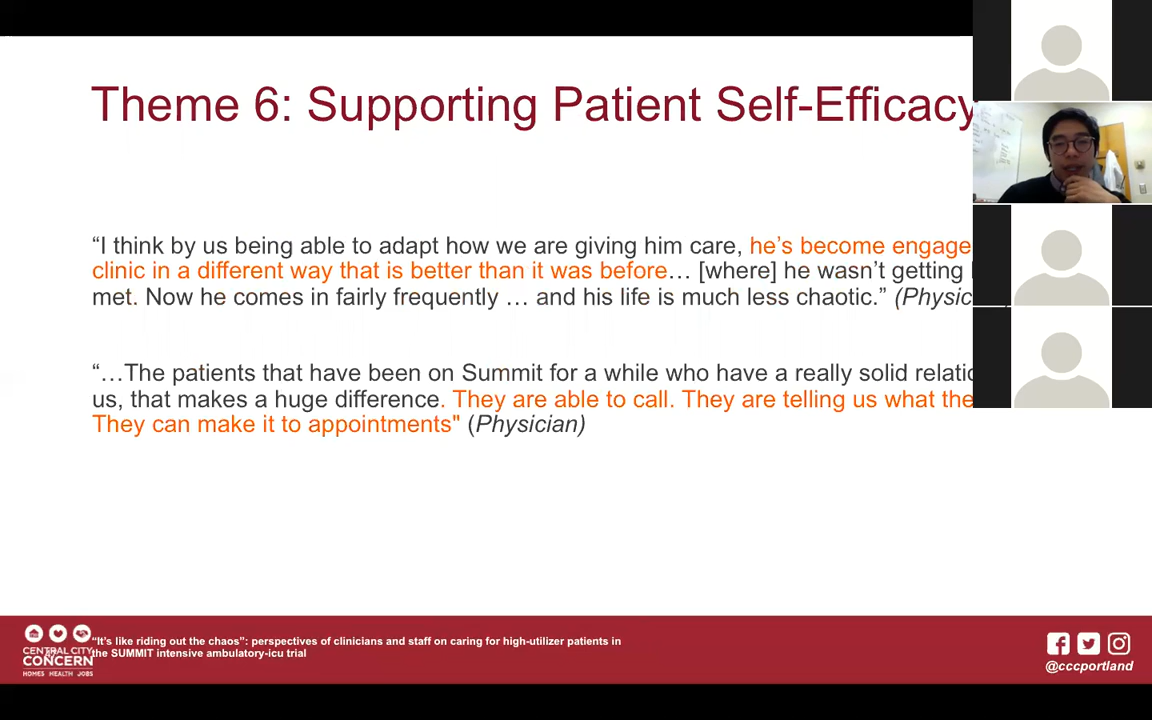 Theme 6: Supporting Patient Self-Efficacy
“I think by us being able to adapt how we are giving him care, he’s become engage
clinic in a different way that is better than it was before… [where] he wasn’t getting
met. Now he comes in fairly frequently … and his life is much less chaotic.” (Physic
“…The patients that have been on Summit for a while who have a really solid relatio
us, that makes a huge difference. They are able to call. They are telling us what the
They can make it to appointments" (Physician)
“It’s like riding out the chaos”: perspectives of clinicians and staff on caring for high-utilizer patients in
the SUMMIT intensive ambulatory-icu trial
CENTRAL CITY
CONCERN
HOMES HEALTH JOBS
@cccportland